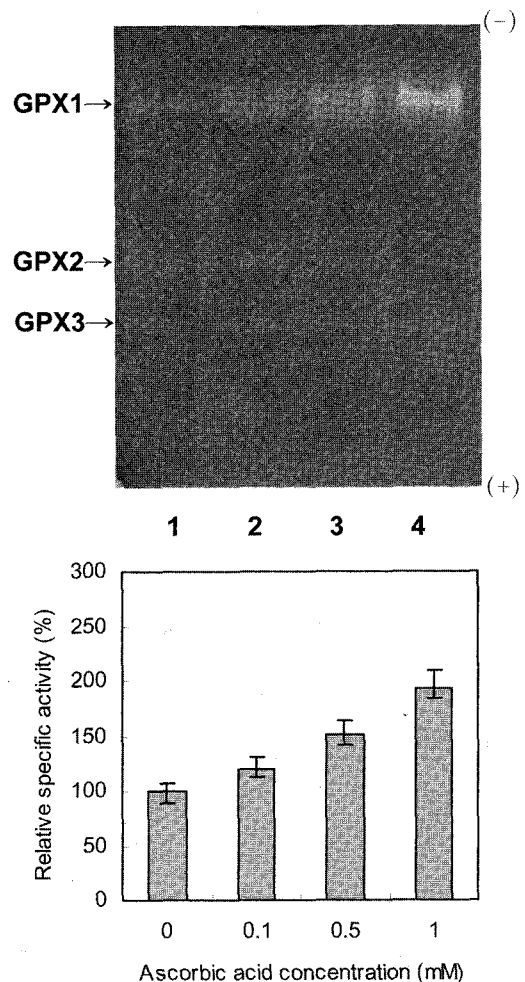 (−)
GPX1→
GPX2→
GPX3→
(+)
1 2 3 4
300
250
200
150
100
50
0
Relative specific activity (%)
0 0.1 0.5 1
Ascorbic acid concentration (mM)